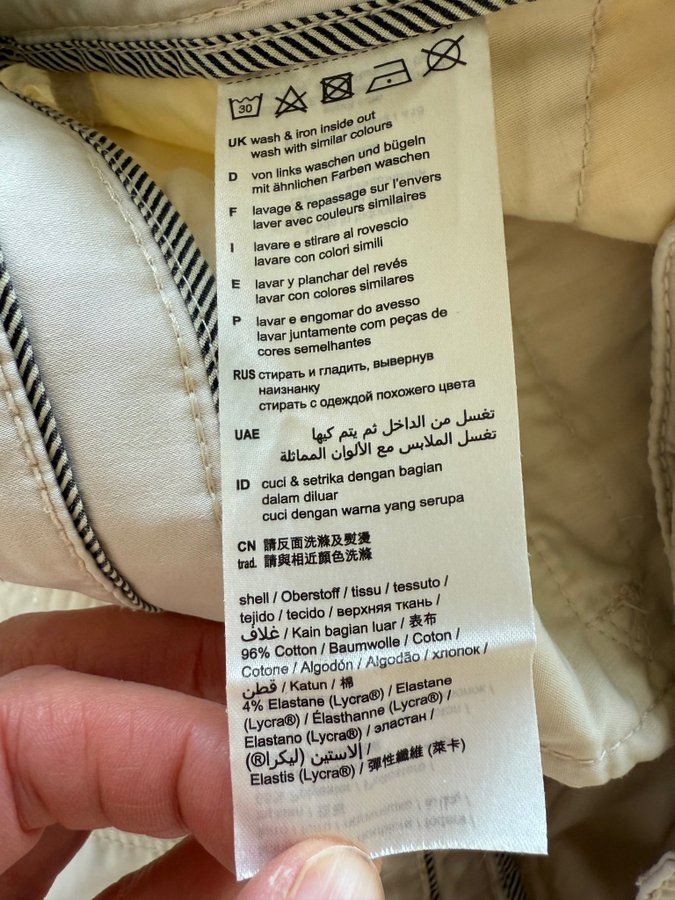 30
UK wash & iron inside out
wash with similar colours
D von links waschen und bügeln
mit ähnlichen Farben waschen
F lavage & repassage sur l'envers
laver avec couleurs similaires
I lavare e stirare al rovescio
lavare con colori simili
E lavar y planchar del revés
lavar con colores similares
P lavar e engomar do avesso
lavar juntamente com peças de
cores semelhantes
RUS стирать и гладить, вывернув
наизнанку
стирать с одеждой похожего цвета
UAE تغسل من الداخل ثم يتم كيها
تغسل الملابس مع الألوان المماثلة
ID cuci & setrika dengan bagian
dalam diluar
cuci dengan warna yang serupa
CN 請反面洗滌及熨燙
trad. 請與相近顏色洗滌
shell / Oberstoff / tissu / tessuto /
tejido / tecido / верхняя ткань /
غلاف / Kain bagian luar / 表布
96% Cotton / Baumwolle / Coton /
Cotone / Algodón / Algodão / хлопок /
قطن / Katun / 棉
4% Elastane (Lycra®) / Elastane
(Lycra®) / Élasthanne (Lycra®) /
Elastano (Lycra®) / эластан /
إلاستين (ليكرا®) /
Elastis (Lycra®) / 彈性纖維 (萊卡)